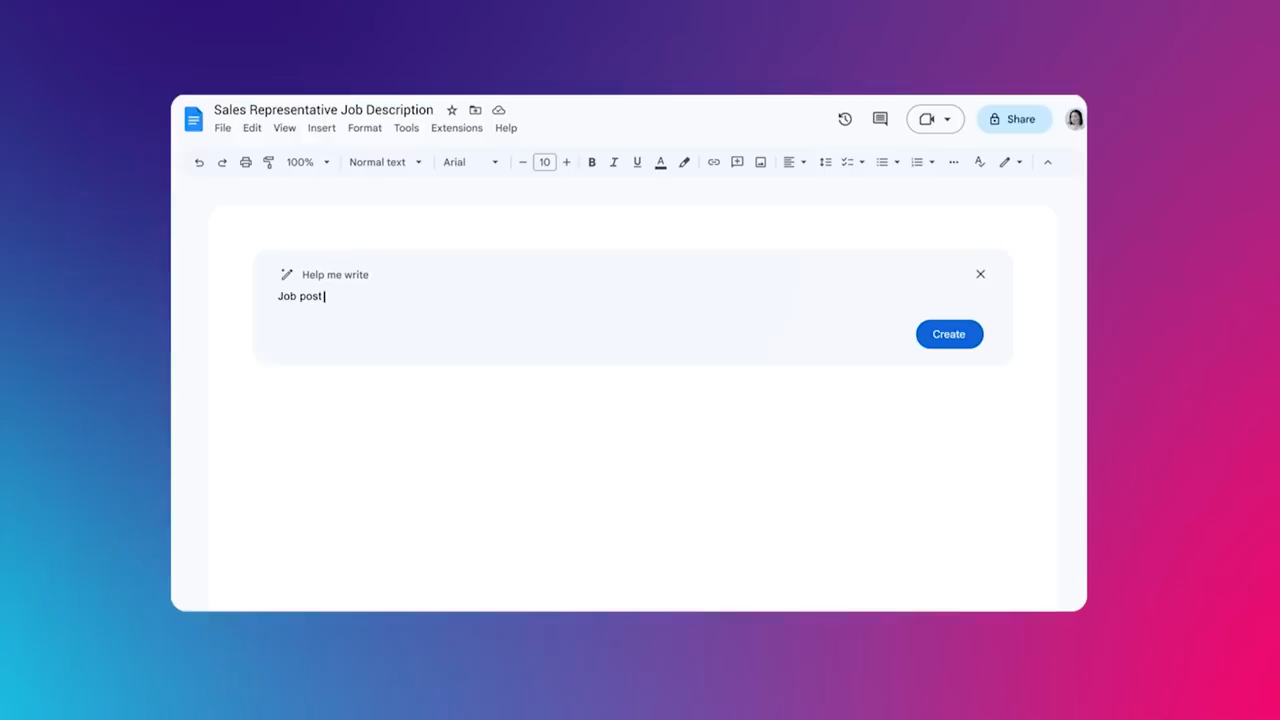 Sales Representative Job Description
File Edit View Insert Format Tools Extensions Help
Share
100% Normal text Arial 10 B I U A
Help me write
Job post
Create